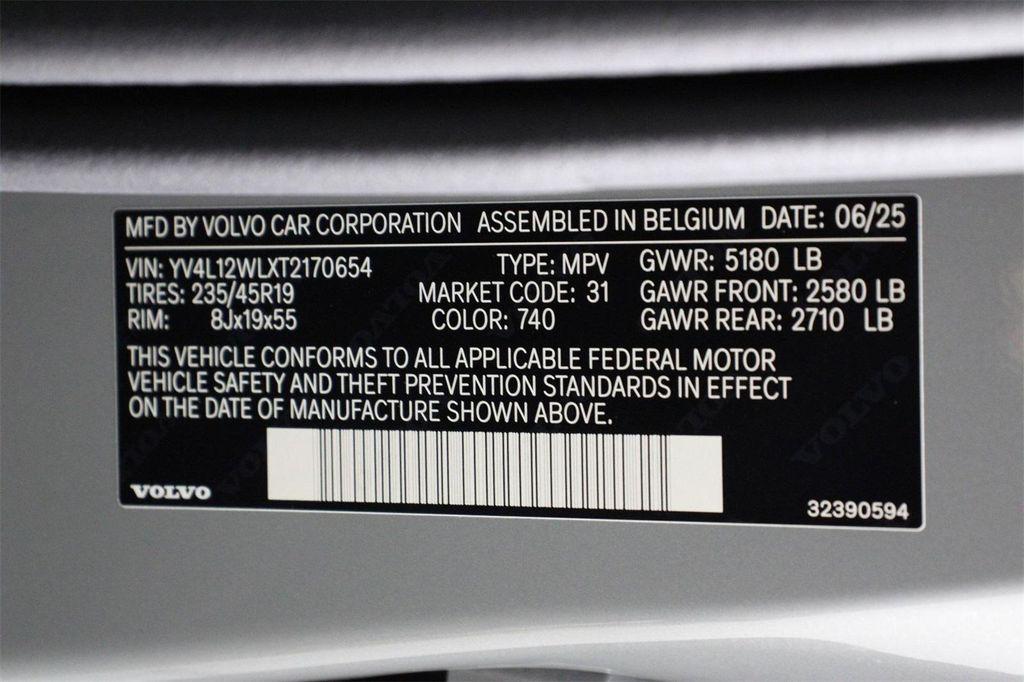 MFD BY VOLVO CAR CORPORATION ASSEMBLED IN BELGIUM DATE: 06/25
VIN: YV4L12WLXT2170654 TYPE: MPV GVWR: 5180 LB
TIRES: 235/45R19 MARKET CODE: 31 GAWR FRONT: 2580 LB
RIM: 8Jx19x55 COLOR: 740 GAWR REAR: 2710 LB
THIS VEHICLE CONFORMS TO ALL APPLICABLE FEDERAL MOTOR
VEHICLE SAFETY AND THEFT PREVENTION STANDARDS IN EFFECT
ON THE DATE OF MANUFACTURE SHOWN ABOVE.
VOLVO 32390594
VOLVO